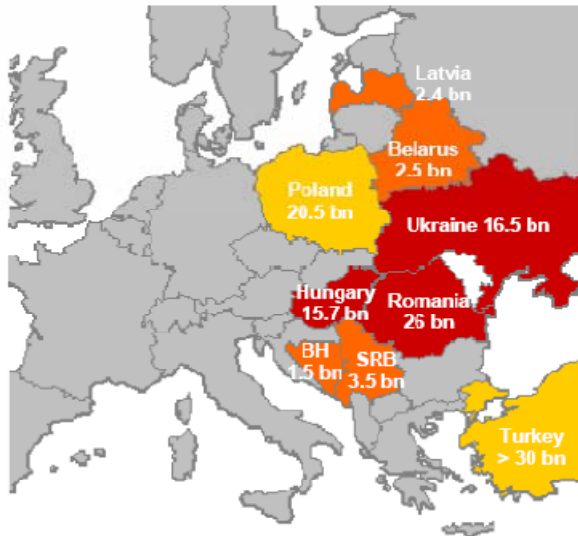 Latvia
2.4 bn
Belarus
2.5 bn
Poland
20.5 bn
Ukraine 16.5 bn
Hungary
15.7 bn
Romania
26 bn
BH
1.5 bn
SRB
3.5 bn
Turkey
> 30 bn